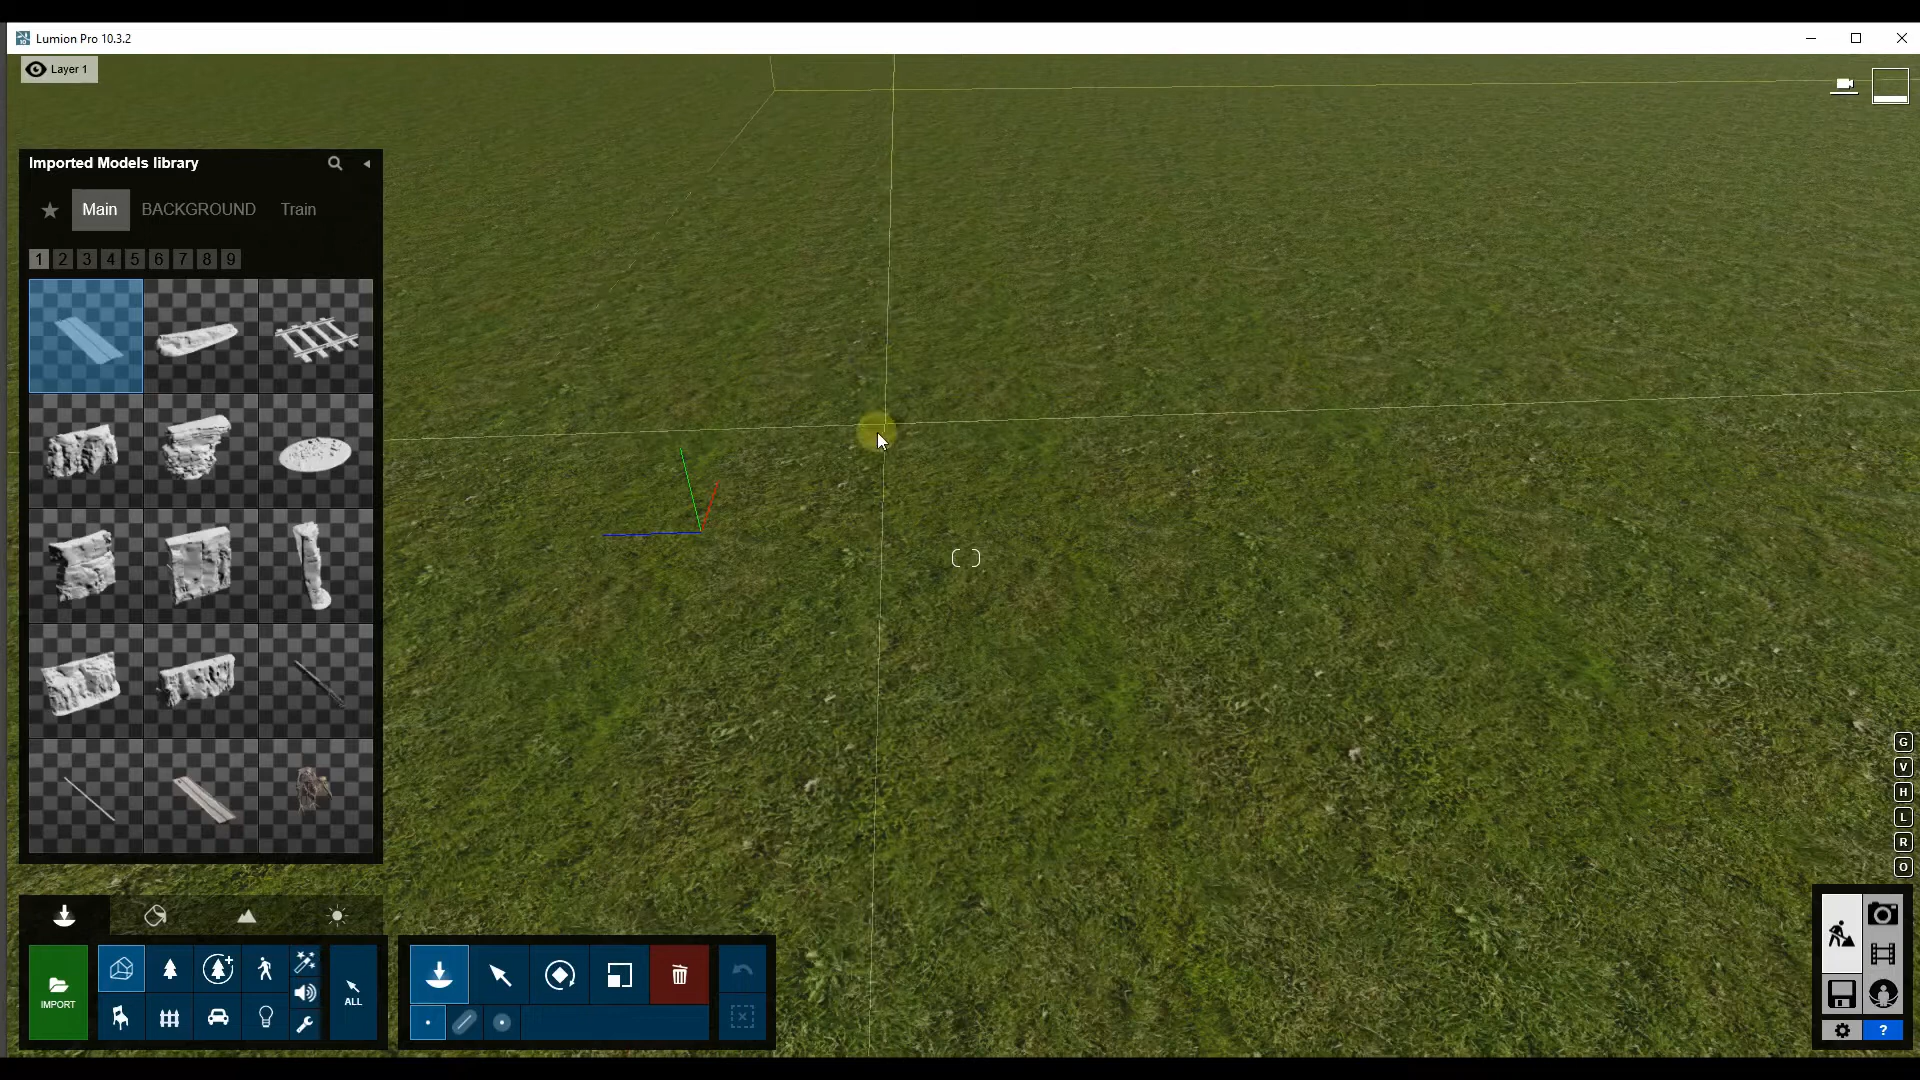 Lumion Pro 10.3.2
Layer 1
Imported Models library
Main BACKGROUND Train
1 2 3 4 5 6 7 8 9
G
V
H
L
R
O
IMPORT
ALL
?